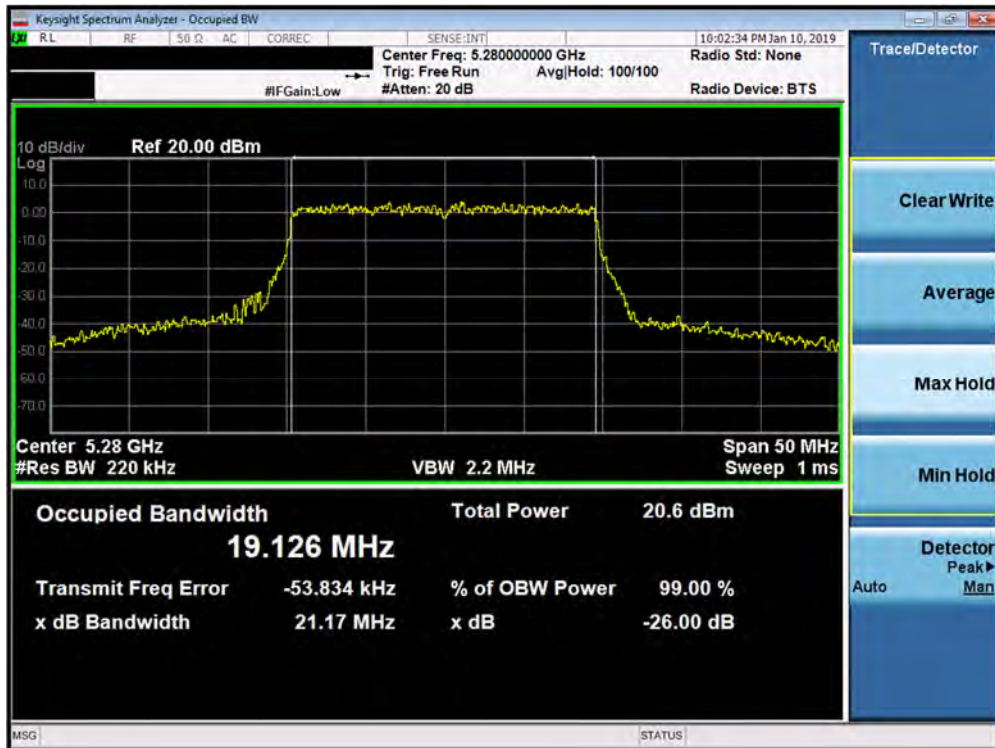 Keysight Spectrum Analyzer - Occupied BW
LXI RL RF 50 Ω AC CORREC SENSE:INT 10:02:34 PM Jan 10, 2019
Center Freq: 5.280000000 GHz Radio Std: None
Trig: Free Run Avg|Hold: 100/100
#IFGain:Low #Atten: 20 dB Radio Device: BTS
Trace/Detector
10 dB/div Ref 20.00 dBm
Log
10.0
0.00
-10.0
-20.0
-30.0
-40.0
-50.0
-60.0
-70.0
Center 5.28 GHz Span 50 MHz
#Res BW 220 kHz VBW 2.2 MHz Sweep 1 ms
Occupied Bandwidth Total Power 20.6 dBm
19.126 MHz
Transmit Freq Error -53.834 kHz % of OBW Power 99.00 %
x dB Bandwidth 21.17 MHz x dB -26.00 dB
Clear Write
Average
Max Hold
Min Hold
Detector
Peak▶
Auto Man
MSG STATUS